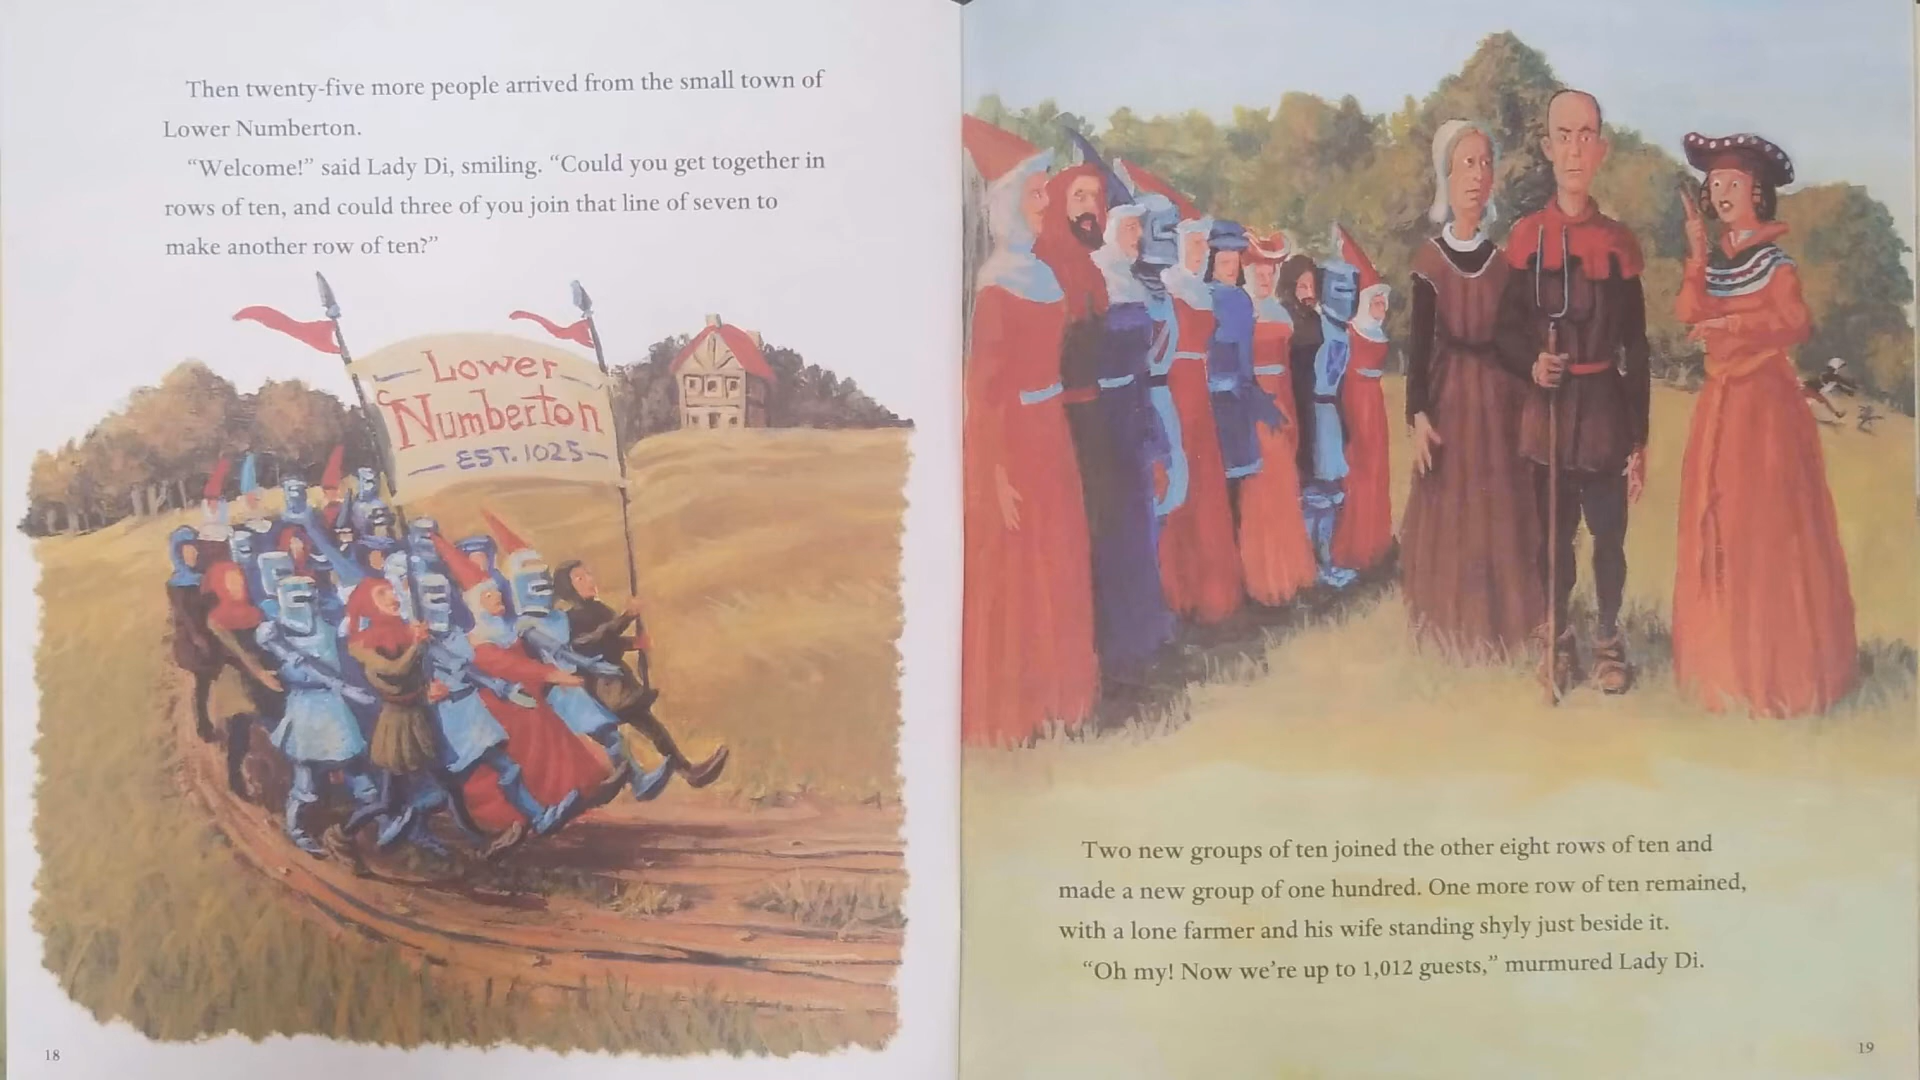 Then twenty-five more people arrived from the small town of
Lower Numberton.
“Welcome!” said Lady Di, smiling. “Could you get together in
rows of ten, and could three of you join that line of seven to
make another row of ten?”
Lower
Numberton
EST. 1025
18
Two new groups of ten joined the other eight rows of ten and
made a new group of one hundred. One more row of ten remained,
with a lone farmer and his wife standing shyly just beside it.
“Oh my! Now we’re up to 1,012 guests,” murmured Lady Di.
19